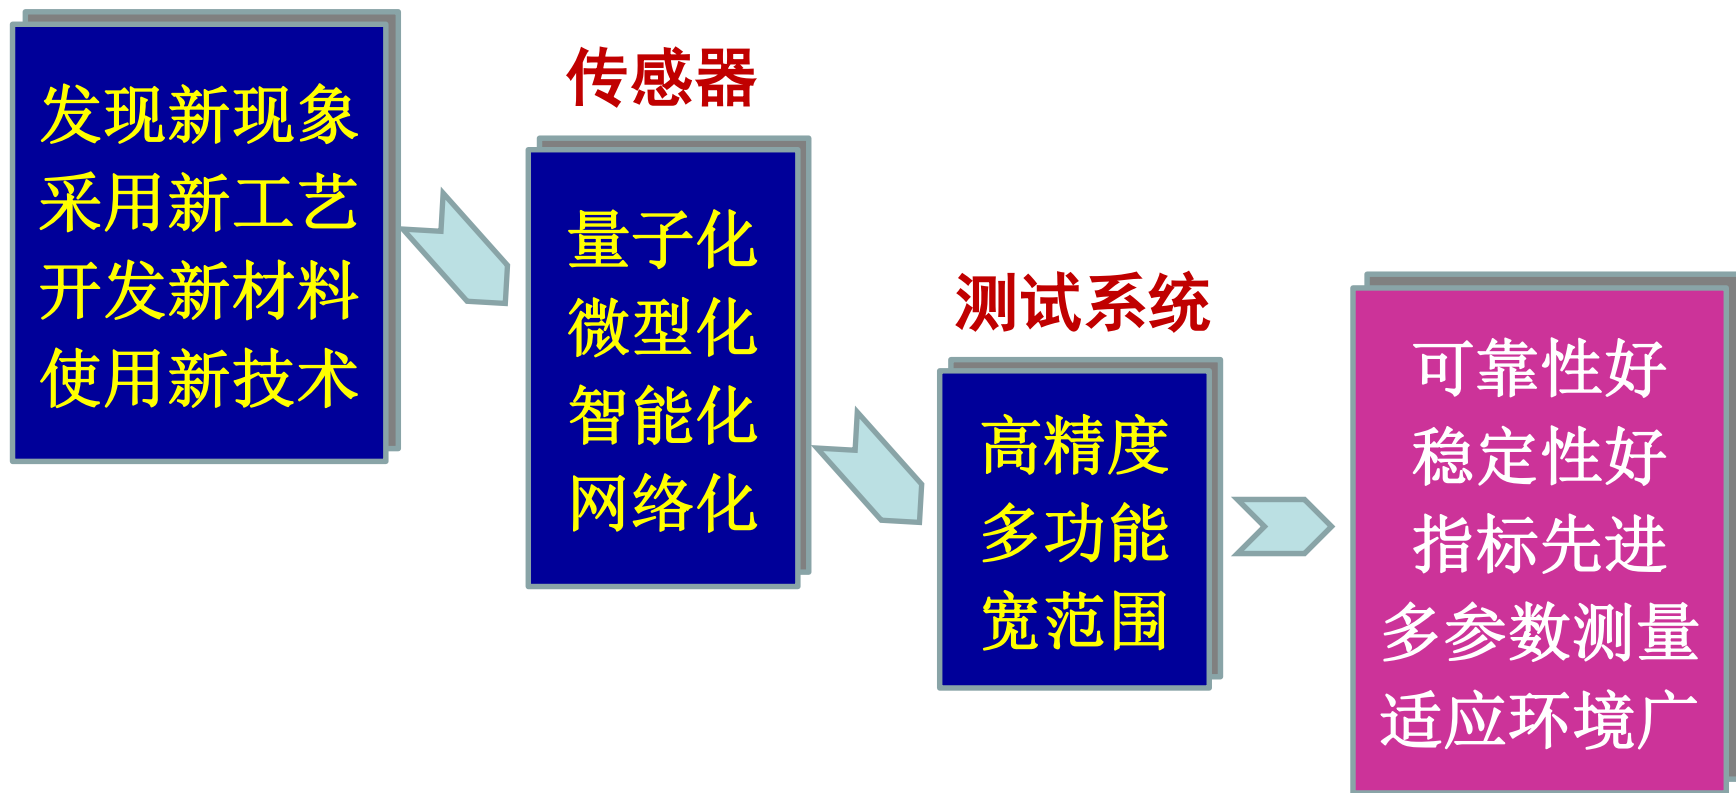 发现新现象
采用新工艺
开发新材料
使用新技术
传感器
量子化
微型化
智能化
网络化
测试系统
高精度
多功能
宽范围
可靠性好
稳定性好
指标先进
多参数测量
适应环境广